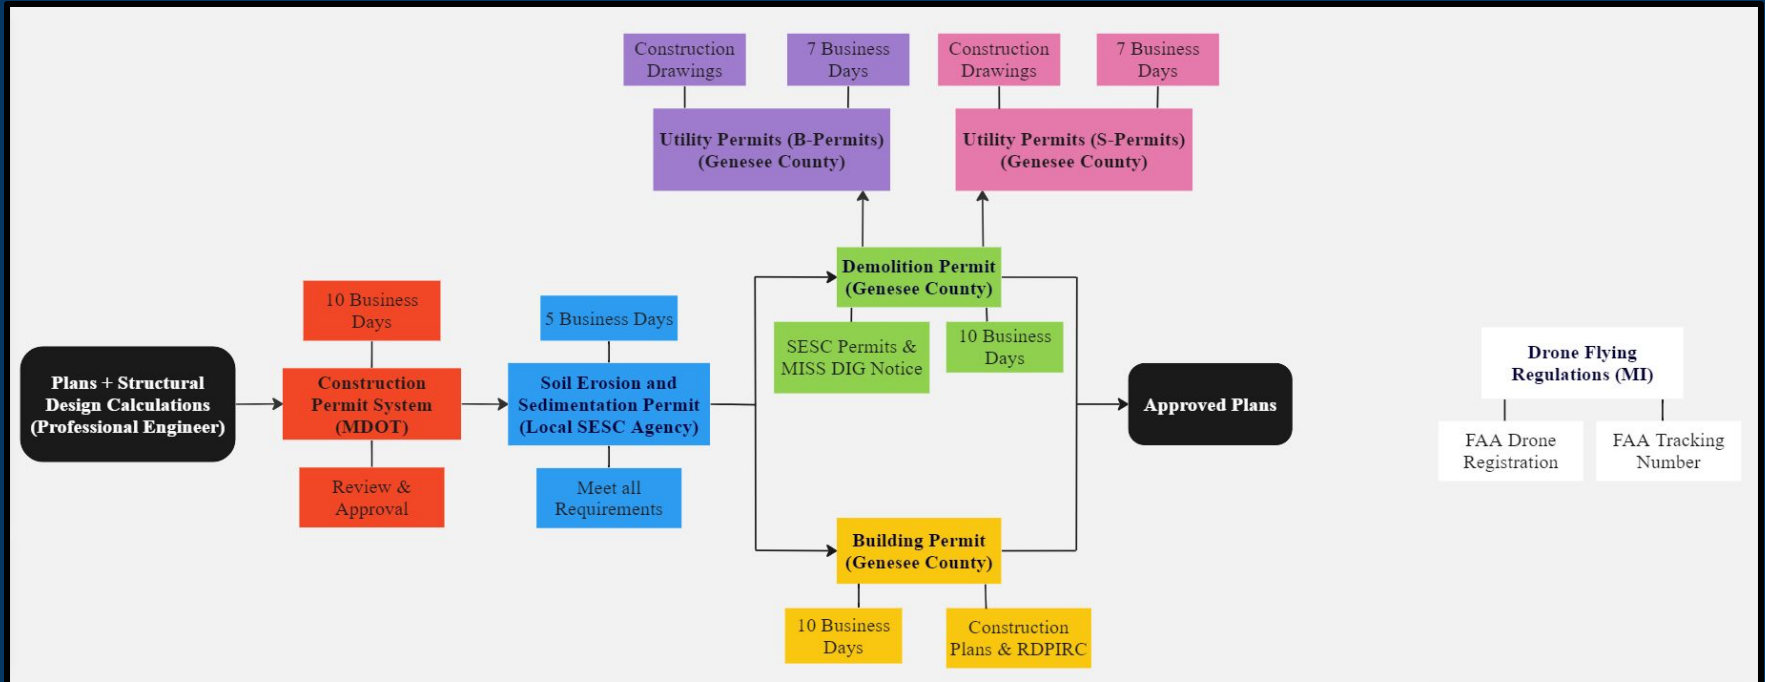 Construction
Drawings
7 Business
Days
Construction
Drawings
7 Business
Days
Utility Permits (B-Permits)
(Genesee County)
Utility Permits (S-Permits)
(Genesee County)
Demolition Permit
(Genesee County)
SESC Permits &
MISS DIG Notice
10 Business
Days
10 Business
Days
5 Business Days
Plans + Structural
Design Calculations
(Professional Engineer)
Construction
Permit System
(MDOT)
Soil Erosion and
Sedimentation Permit
(Local SESC Agency)
Review &
Approval
Meet all
Requirements
Approved Plans
Drone Flying
Regulations (MI)
FAA Drone
Registration
FAA Tracking
Number
Building Permit
(Genesee County)
10 Business
Days
Construction
Plans & RDPIRC